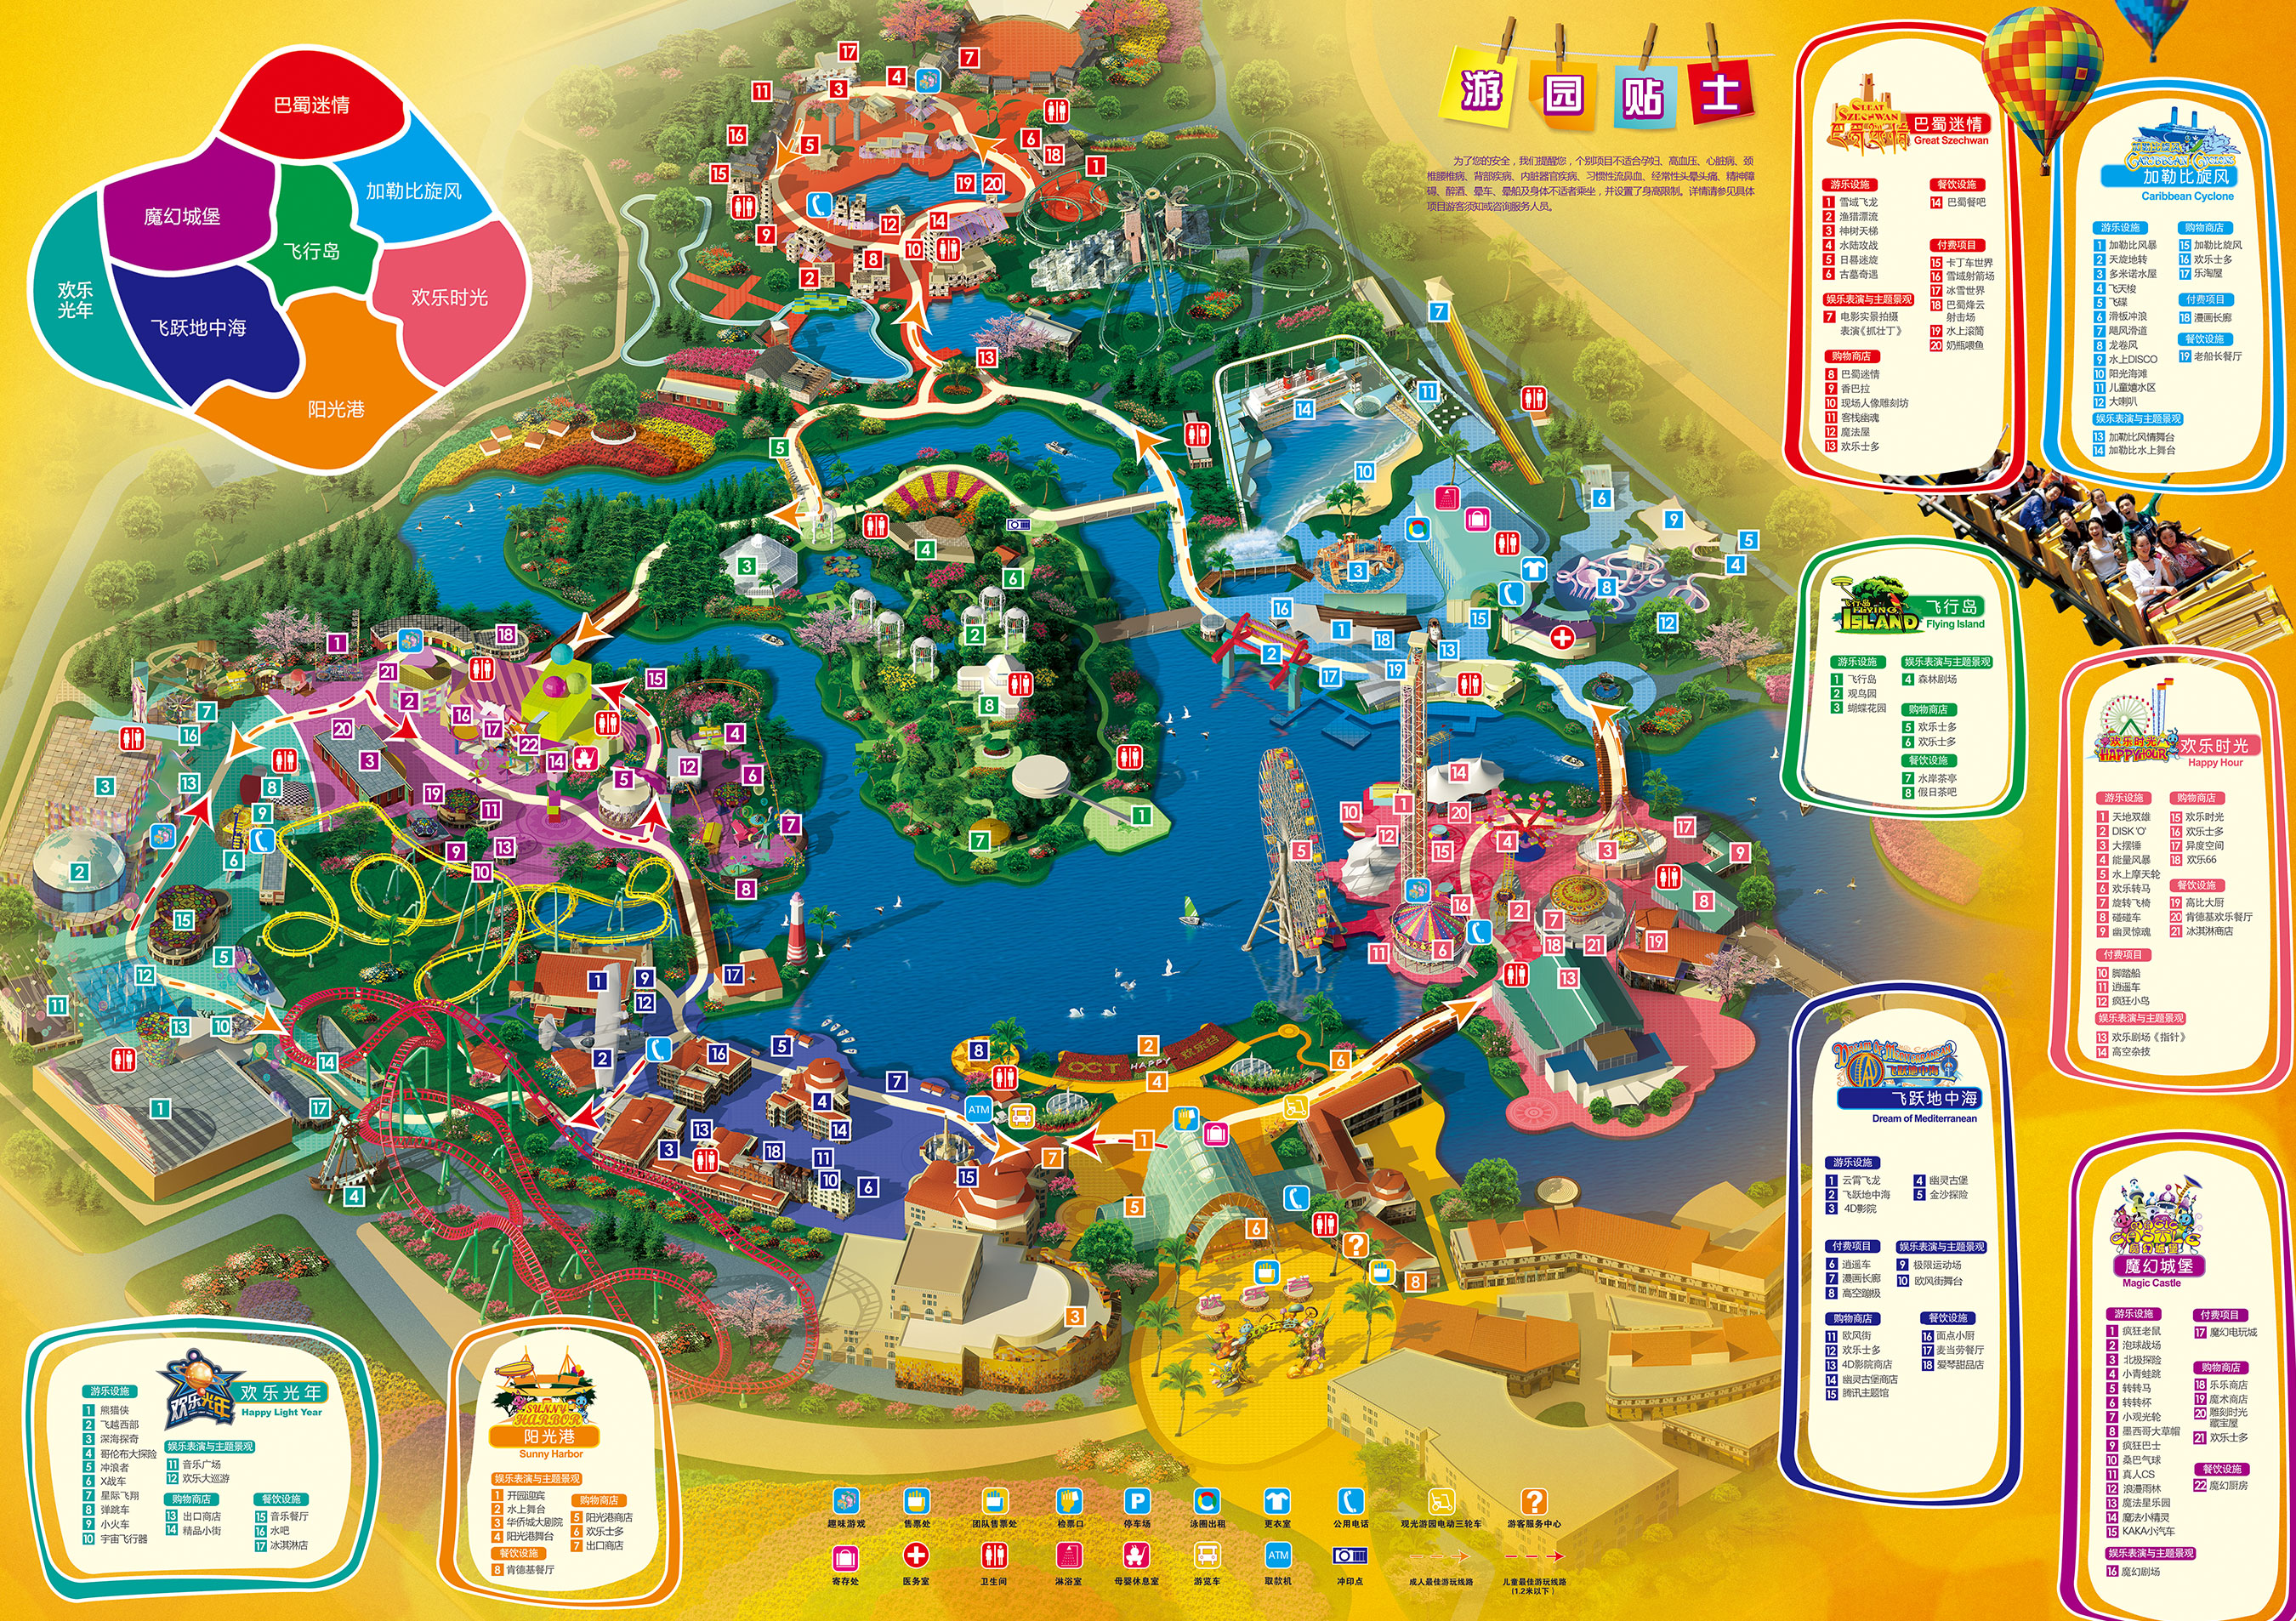 巴蜀迷情
加勒比旋风
魔幻城堡
飞行岛
欢乐
光年
欢乐时光
飞跃地中海
阳光港
游园贴士
为了您的安全，我们提醒您，个别项目不适合孕妇、高血压、心脏病、颈
椎腰椎病、背部疾病、内脏器官疾病、习惯性流鼻血、经常性头晕头痛、精神障
碍、醉酒、晕车、晕船及身体不适者乘坐，并设置了身高限制。详情请参见具体
项目游客须知或咨询服务人员。
GREAT SZECHWAN
巴蜀迷情
Great Szechwan
游乐设施
1 雪域飞龙
2 渔猎漂流
3 神树天梯
4 水陆攻战
5 日晷迷旋
6 古墓奇遇
娱乐表演与主题景观
7 电影实景拍摄
表演《抓壮丁》
购物商店
8 巴蜀迷情
9 香巴拉
10 现场人像雕刻坊
11 客栈幽魂
12 魔法屋
13 欢乐士多
餐饮设施
14 巴蜀餐吧
付费项目
15 卡丁车世界
16 雪域射箭场
17 冰雪世界
18 巴蜀烽云
射击场
19 水上滚筒
20 奶瓶喂鱼
CARIBBEAN CYCLONE
加勒比旋风
Caribbean Cyclone
游乐设施
1 加勒比风暴
2 天旋地转
3 多米诺水屋
4 飞天梭
5 飞碟
6 滑板冲浪
7 飓风滑道
8 龙卷风
9 水上DISCO
10 阳光海滩
11 儿童嬉水区
12 大喇叭
娱乐表演与主题景观
13 加勒比风情舞台
14 加勒比水上舞台
购物商店
15 加勒比旋风
16 欢乐士多
17 乐淘屋
付费项目
18 漫画长廊
餐饮设施
19 老船长餐厅
飞行岛
FLYING ISLAND
飞行岛
Flying Island
游乐设施
1 飞行岛
2 观鸟园
3 蝴蝶花园
娱乐表演与主题景观
4 森林剧场
购物商店
5 欢乐士多
6 欢乐士多
餐饮设施
7 水岸茶亭
8 假日茶吧
欢乐时光
HAPPY HOUR
欢乐时光
Happy Hour
游乐设施
1 天地双雄
2 DISK'O'
3 大摆锤
4 能量风暴
5 水上摩天轮
6 欢乐转马
7 旋转飞椅
8 碰碰车
9 幽灵惊魂
付费项目
10 脚踏船
11 逍遥车
12 疯狂小鸟
娱乐表演与主题景观
13 欢乐剧场《指针》
14 高空杂技
购物商店
15 欢乐时光
16 欢乐士多
17 异度空间
18 欢乐66
餐饮设施
19 高比大厨
20 肯德基欢乐餐厅
21 冰淇淋商店
飞跃地中海
飞跃地中海
Dream of Mediterranean
游乐设施
1 云霄飞龙
2 飞跃地中海
3 4D影院
4 幽灵古堡
5 金沙探险
付费项目
6 逍遥车
7 漫画长廊
8 高空蹦极
娱乐表演与主题景观
9 极限运动场
10 欧风街舞台
购物商店
11 欧风街
12 欢乐士多
13 4D影院商店
14 幽灵古堡商店
15 腾讯主题馆
餐饮设施
16 面点小厨
17 麦当劳餐厅
18 爱琴甜品店
MAGIC CASTLE
魔幻城堡
魔幻城堡
Magic Castle
游乐设施
1 疯狂老鼠
2 泡球战场
3 北极探险
4 小青蛙跳
5 转转马
6 转转杯
7 小观光轮
8 墨西哥大草帽
9 疯狂巴士
10 桑巴气球
11 真人CS
12 浪漫雨林
13 魔法星乐园
14 魔法小精灵
15 KAKA小汽车
娱乐表演与主题景观
16 魔幻剧场
付费项目
17 魔幻电玩城
购物商店
18 乐乐商店
19 魔术商店
20 雕刻时光
藏宝屋
21 欢乐士多
餐饮设施
22 魔幻厨房
欢乐光年
欢乐光年
Happy Light Year
游乐设施
1 熊猫侠
2 飞越西部
3 深海探奇
4 哥伦布大探险
5 冲浪者
6 X战车
7 星际飞翔
8 弹跳车
9 小火车
10 宇宙飞行器
娱乐表演与主题景观
11 音乐广场
12 欢乐大巡游
购物商店
13 出口商店
14 精品小街
餐饮设施
15 音乐餐厅
16 水吧
17 冰淇淋店
SUNNY HARBOR
阳光港
Sunny Harbor
娱乐表演与主题景观
1 开园迎宾
2 水上舞台
3 华侨城大剧院
4 阳光港舞台
餐饮设施
8 肯德基餐厅
购物商店
5 阳光港商店
6 欢乐士多
7 出口商店
OCT HAPPY 欢乐谷
ATM
欢乐谷
趣味游戏
售票处
团队售票处
检票口
停车场
泳圈出租
更衣室
公用电话
观光游园电动三轮车
游客服务中心
寄存处
医务室
卫生间
淋浴室
母婴休息室
游览车
取款机
冲印点
成人最佳游玩线路
儿童最佳游玩线路
(1.2米以下)